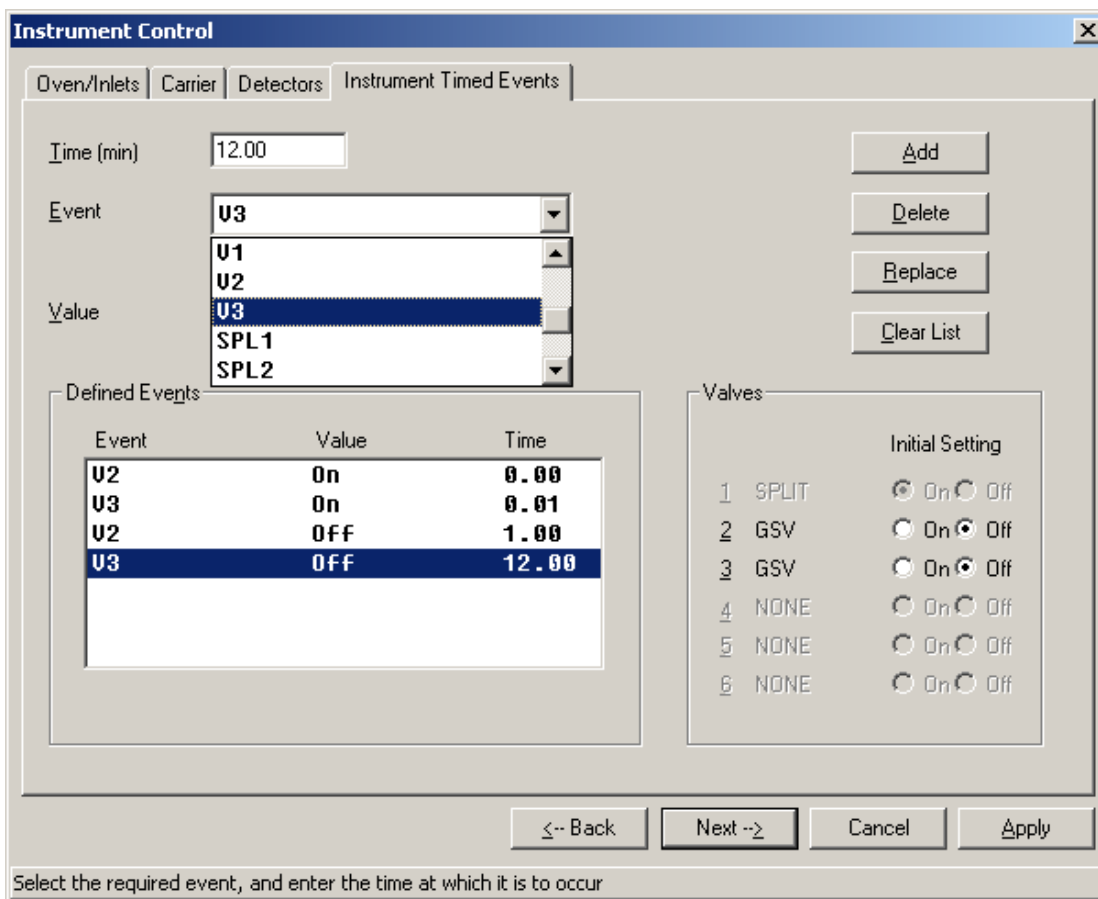 Instrument Control
Oven/Inlets Carrier Detectors Instrument Timed Events
Time (min) 12.00 Add
Event V3 Delete
V1
V2 Replace
Value V3
SPL1 Clear List
SPL2
Defined Events Valves
Event Value Time Initial Setting
V2 On 0.00
V3 On 0.01
V2 Off 1.00
V3 Off 12.00
1 SPLIT On Off
2 GSV On Off
3 GSV On Off
4 NONE On Off
5 NONE On Off
6 NONE On Off
<-- Back Next --> Cancel Apply
Select the required event, and enter the time at which it is to occur